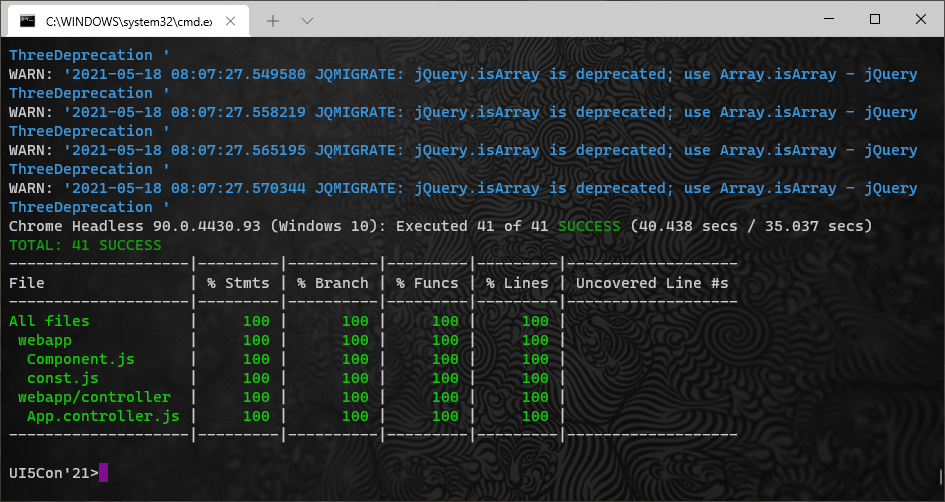 C:\WINDOWS\system32\cmd.ex
ThreeDeprecation '
WARN: '2021-05-18 08:07:27.549580 JQMIGRATE: jQuery.isArray is deprecated; use Array.isArray - jQuery
ThreeDeprecation '
WARN: '2021-05-18 08:07:27.558219 JQMIGRATE: jQuery.isArray is deprecated; use Array.isArray - jQuery
ThreeDeprecation '
WARN: '2021-05-18 08:07:27.565195 JQMIGRATE: jQuery.isArray is deprecated; use Array.isArray - jQuery
ThreeDeprecation '
WARN: '2021-05-18 08:07:27.570344 JQMIGRATE: jQuery.isArray is deprecated; use Array.isArray - jQuery
ThreeDeprecation '
Chrome Headless 90.0.4430.93 (Windows 10): Executed 41 of 41 SUCCESS (40.438 secs / 35.037 secs)
TOTAL: 41 SUCCESS
--------------------|---------|----------|---------|---------|-------------------
File                | % Stmts | % Branch | % Funcs | % Lines | Uncovered Line #s
--------------------|---------|----------|---------|---------|-------------------
All files           |     100 |      100 |     100 |     100 |
 webapp             |     100 |      100 |     100 |     100 |
  Component.js      |     100 |      100 |     100 |     100 |
  const.js          |     100 |      100 |     100 |     100 |
 webapp/controller  |     100 |      100 |     100 |     100 |
  App.controller.js |     100 |      100 |     100 |     100 |
--------------------|---------|----------|---------|---------|-------------------
UI5Con'21>